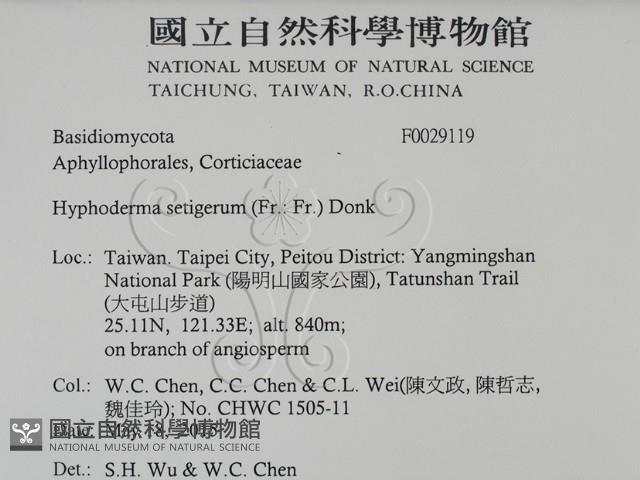 國立自然科學博物館
NATIONAL MUSEUM OF NATURAL SCIENCE
TAICHUNG, TAIWAN, R.O.CHINA
Basidiomycota F0029119
Aphyllophorales, Corticiaceae
Hyphoderma setigerum (Fr.: Fr.) Donk
Loc.: Taiwan. Taipei City, Peitou District: Yangmingshan
National Park (陽明山國家公園), Tatunshan Trail
(大屯山步道)
25.11N, 121.33E; alt. 840m;
on branch of angiosperm
Col.: W.C. Chen, C.C. Chen & C.L. Wei(陳文政, 陳哲志,
魏佳玲); No. CHWC 1505-11
國立自然科學博物館
NATIONAL MUSEUM OF NATURAL SCIENCE
Det.: S.H. Wu & W.C. Chen